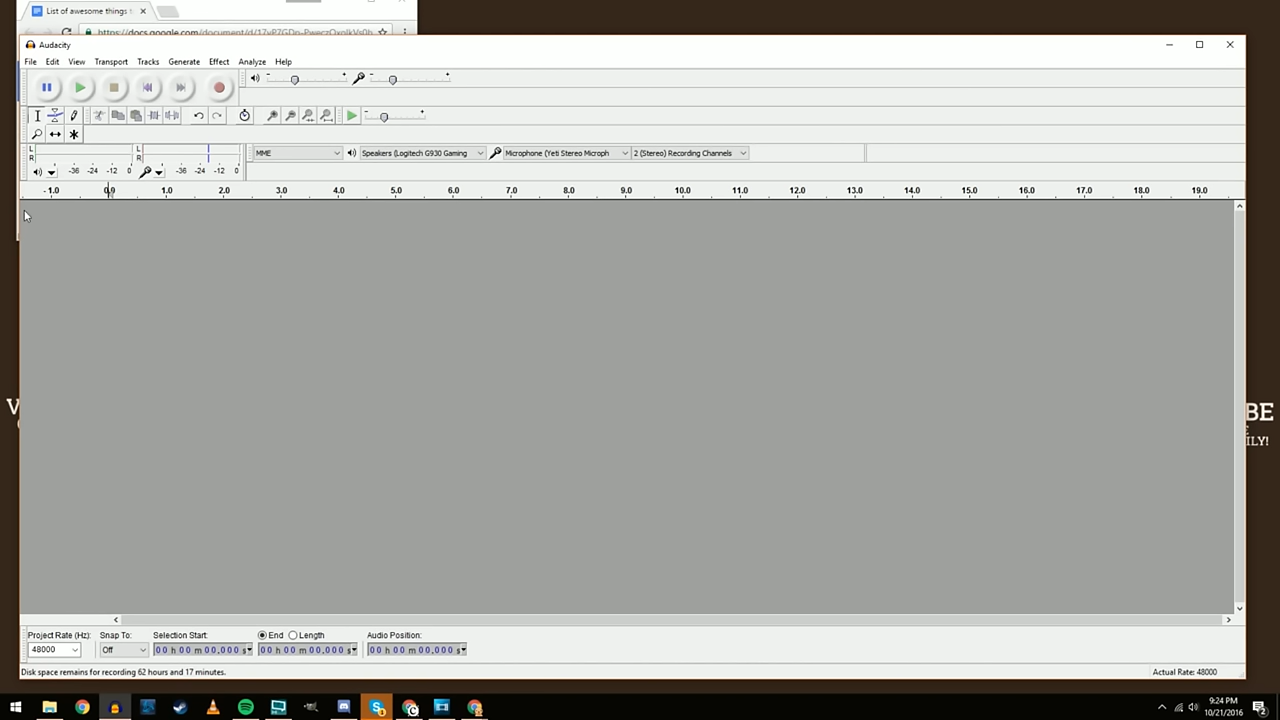 List of awesome things t
https://docs.google.com/document/d/
Audacity
File Edit View Transport Tracks Generate Effect Analyze Help
L
R
L
R
-36 -24 -12 0
-36 -24 -12 0
MME
Speakers (Logitech G930 Gaming
Microphone (Yeti Stereo Microph
2 (Stereo) Recording Channels
- 1.0 0.0 1.0 2.0 3.0 4.0 5.0 6.0 7.0 8.0 9.0 10.0 11.0 12.0 13.0 14.0 15.0 16.0 17.0 18.0 19.0
BE
ILY!
Project Rate (Hz): Snap To: Selection Start: End Length Audio Position:
48000 Off 00 h 00 m 00,000 s 00 h 00 m 00,000 s 00 h 00 m 00,000 s
Disk space remains for recording 62 hours and 17 minutes. Actual Rate: 48000
9:24 PM
10/21/2016
2